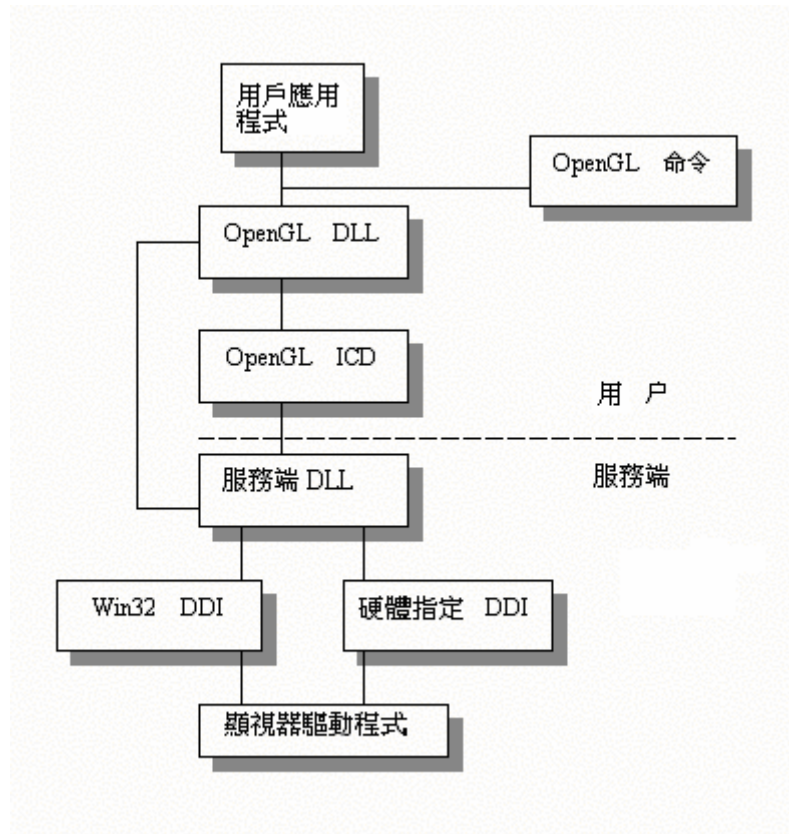 用戶應用
程式
OpenGL 命令
OpenGL DLL
OpenGL ICD
用 户
服務端 DLL
服務端
Win32 DDI
硬體指定 DDI
顯視器驅動程式